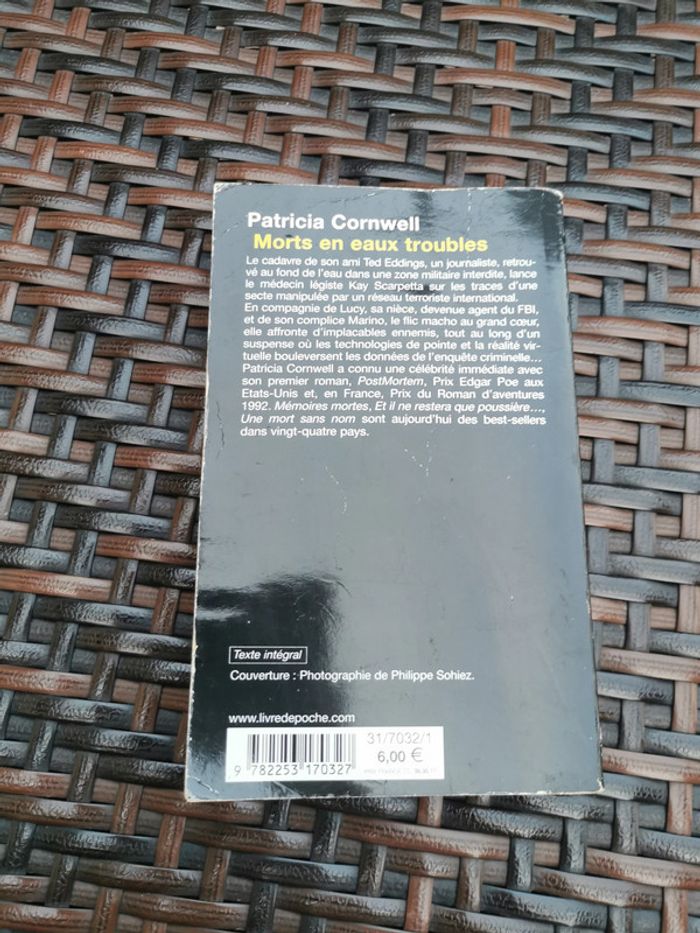 Patricia Cornwell
Morts en eaux troubles
Le cadavre de son ami Ted Eddings, un journaliste, retrou-
vé au fond de l'eau dans une zone militaire interdite, lance
le médecin légiste Kay Scarpetta sur les traces d'une
secte manipulée par un réseau terroriste international.
En compagnie de Lucy, sa nièce, devenue agent du FBI,
et de son complice Marino, le flic macho au grand cœur,
elle affronte d'implacables ennemis, tout au long d'un
suspense où les technologies de pointe et la réalité vir-
tuelle bouleversent les données de l'enquête criminelle...
Patricia Cornwell a connu une célébrité immédiate avec
son premier roman, PostMortem, Prix Edgar Poe aux
Etats-Unis et, en France, Prix du Roman d'aventures
1992. Mémoires mortes, Et il ne restera que poussière...,
Une mort sans nom sont aujourd'hui des best-sellers
dans vingt-quatre pays.
Texte intégral
Couverture : Photographie de Philippe Sohiez.
www.livredepoche.com
31/7032/1
6,00 €
9 782253 170327